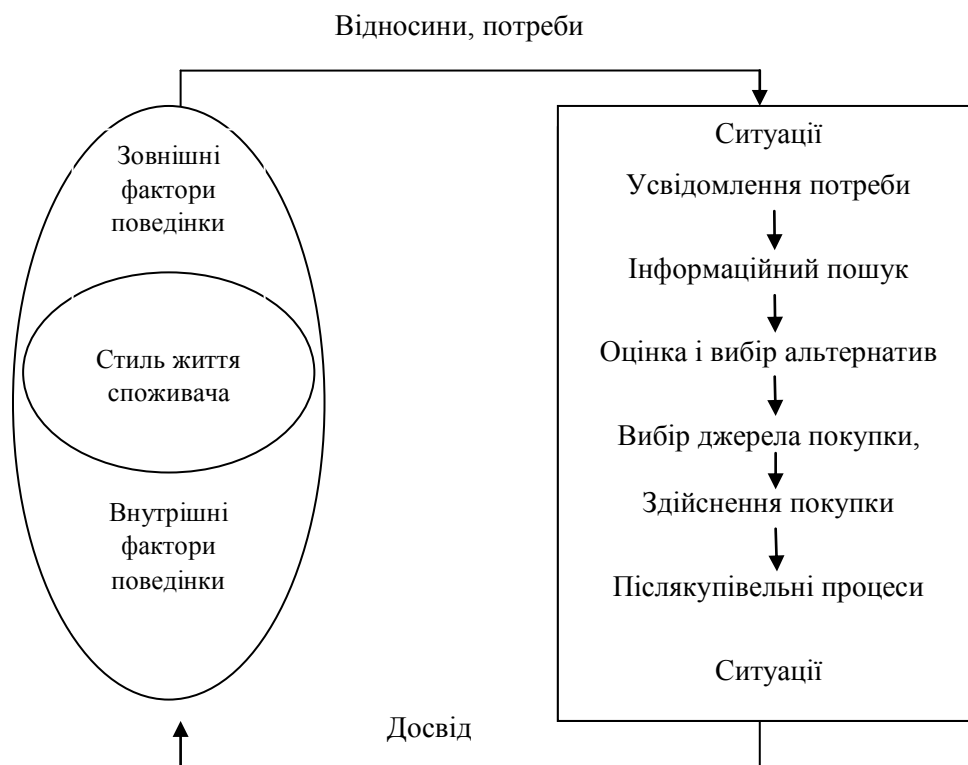 Відносини, потреби
Зовнішні
фактори
поведінки
Стиль життя
споживача
Внутрішні
фактори
поведінки
Ситуації
Усвідомлення потреби
Інформаційний пошук
Оцінка і вибір альтернатив
Вибір джерела покупки,
Здійснення покупки
Післякупівельні процеси
Ситуації
Досвід